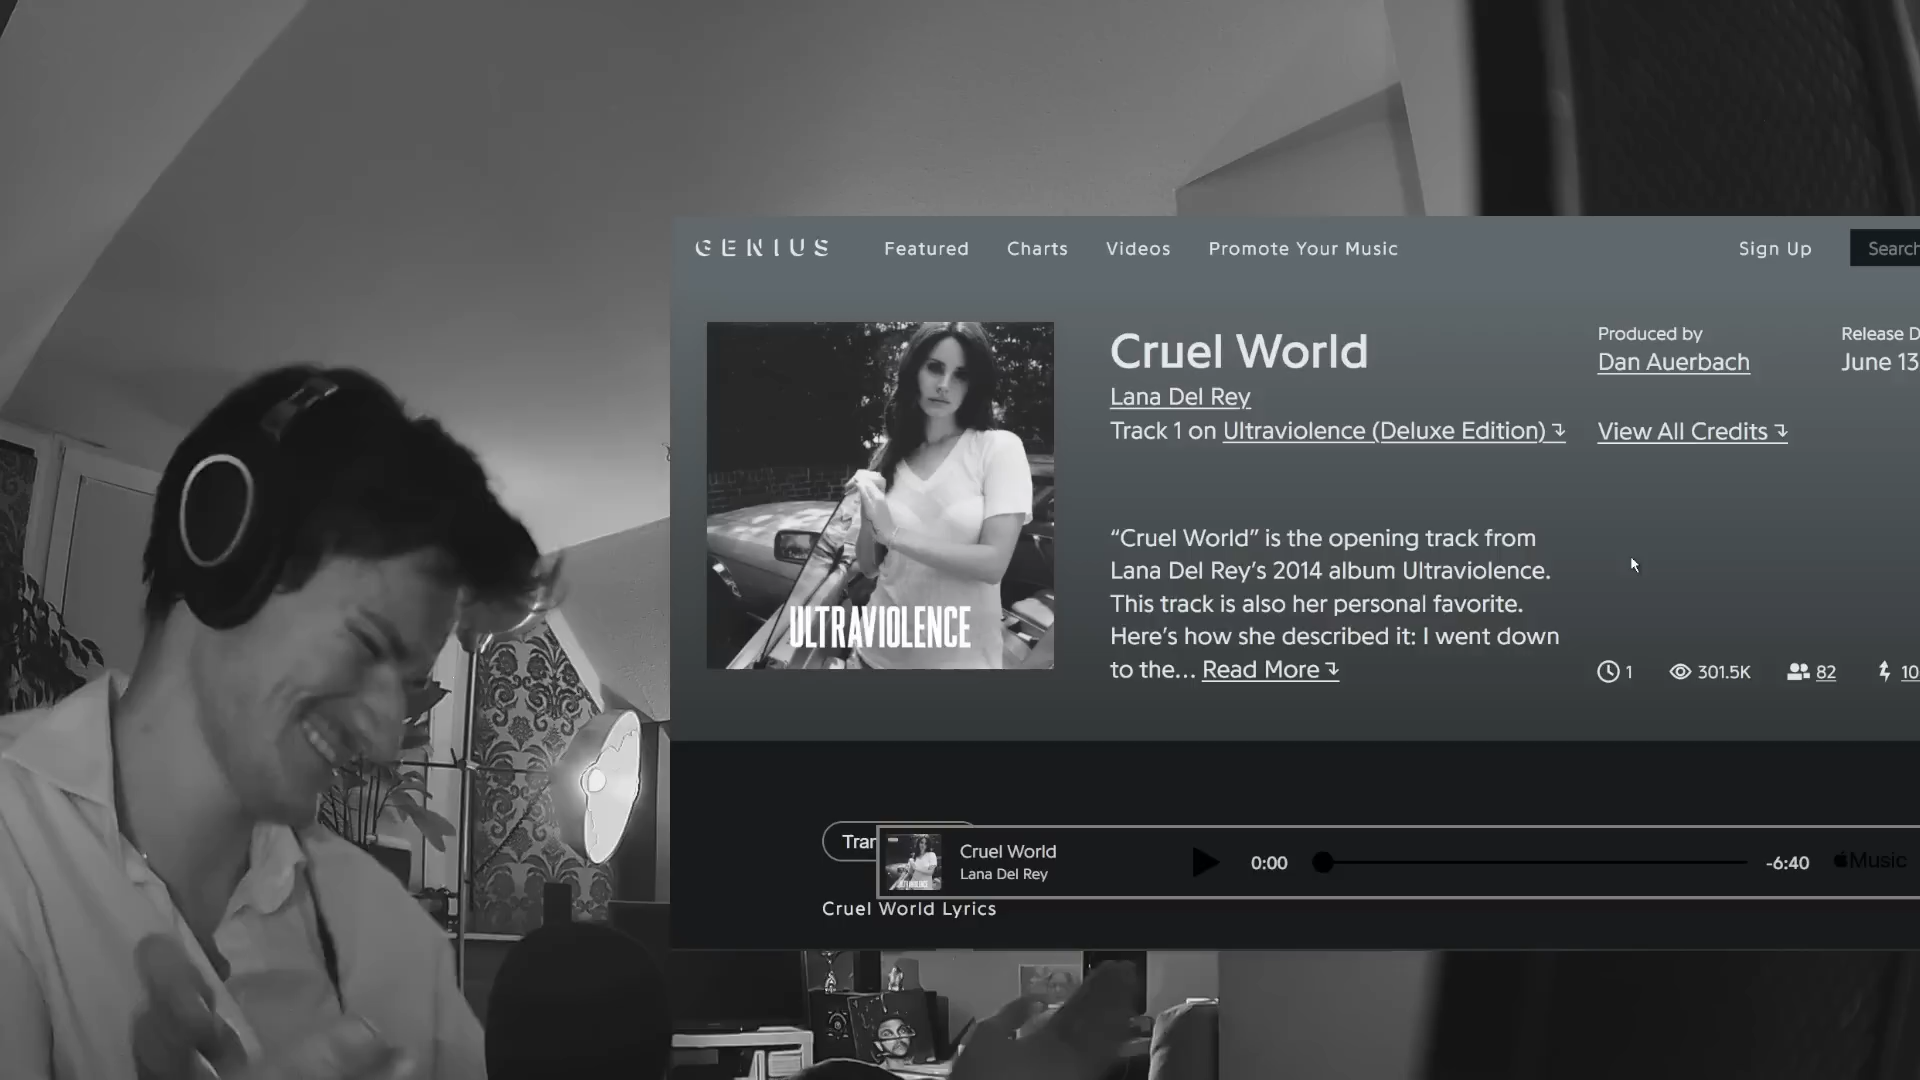 GENIUS
Featured
Charts
Videos
Promote Your Music
Sign Up
Search
Cruel World
Lana Del Rey
Track 1 on Ultraviolence (Deluxe Edition)
Produced by
Dan Auerbach
Release D
June 13
View All Credits
ULTRAVIOLENCE
“Cruel World” is the opening track from
Lana Del Rey’s 2014 album Ultraviolence.
This track is also her personal favorite.
Here’s how she described it: I went down
to the... Read More
1
301.5K
82
10
Tran
Cruel World
Lana Del Rey
0:00
-6:40
Music
Cruel World Lyrics